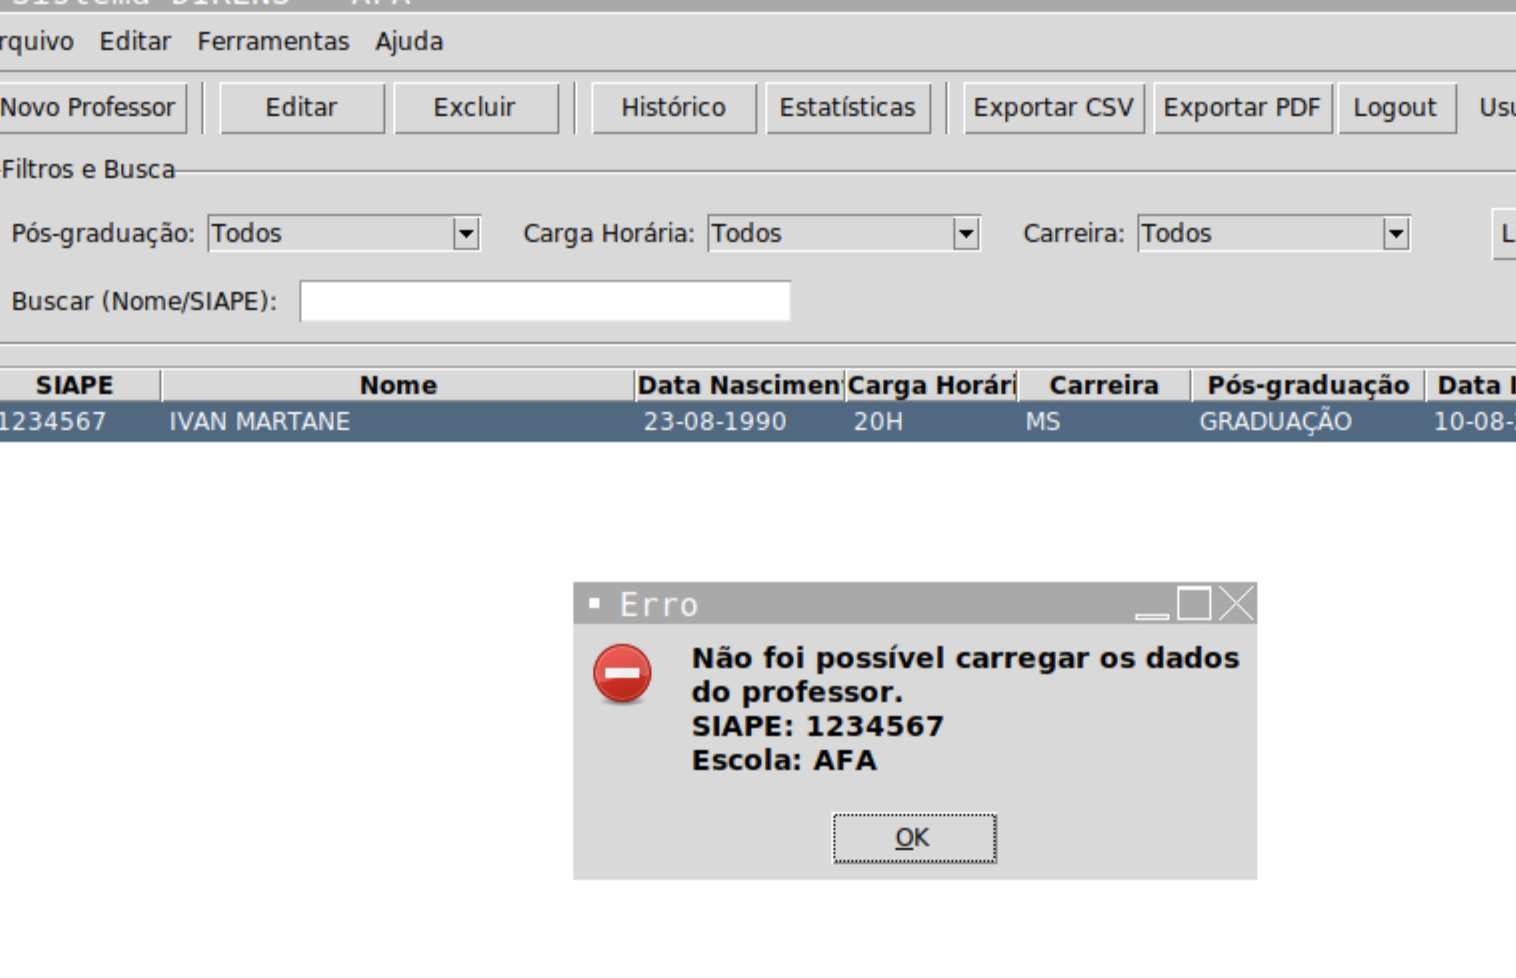 Sistema DIRENS - AFA
rquivo Editar Ferramentas Ajuda
Novo Professor Editar Excluir Histórico Estatísticas Exportar CSV Exportar PDF Logout Usu
Filtros e Busca
Pós-graduação: Todos Carga Horária: Todos Carreira: Todos L
Buscar (Nome/SIAPE):
SIAPE Nome Data Nascimen Carga Horári Carreira Pós-graduação Data
1234567 IVAN MARTANE 23-08-1990 20H MS GRADUAÇÃO 10-08-
Erro
Não foi possível carregar os dados
do professor.
SIAPE: 1234567
Escola: AFA
OK